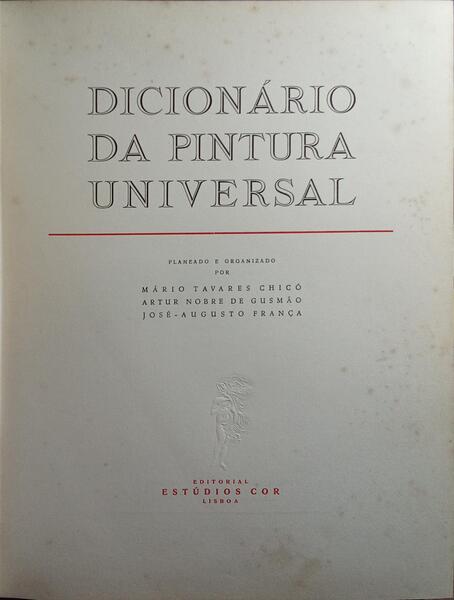 DICIONÁRIO
DA PINTURA
UNIVERSAL
PLANEADO E ORGANIZADO
POR
MÁRIO TAVARES CHICÓ
ARTUR NOBRE DE GUSMÃO
JOSÉ-AUGUSTO FRANÇA
EDITORIAL
ESTÚDIOS COR
LISBOA